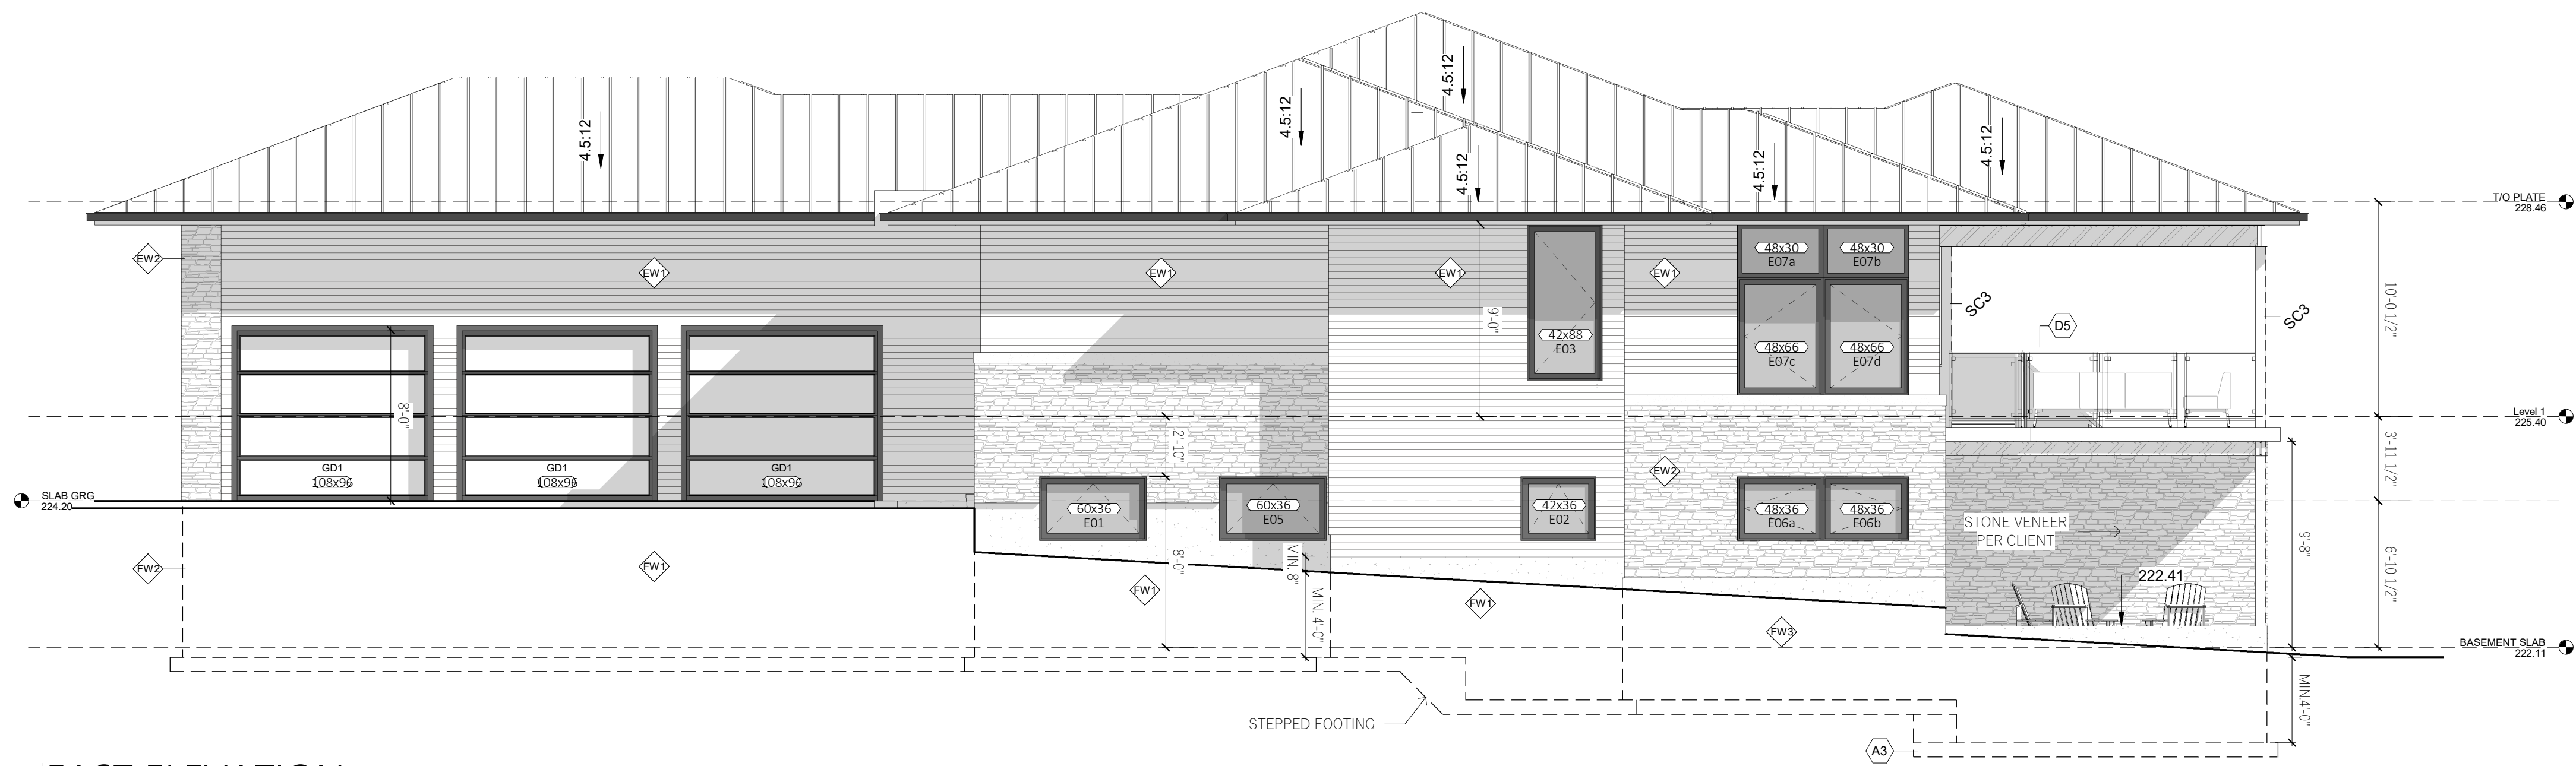 4.5:12
4.5:12
4.5:12
4.5:12
4.5:12
4.5:12
T/O PLATE
228.46
EW2
EW1
EW1
EW1
EW1
48x30
E07a
48x30
E07b
SC3
SC3
10'-0 1/2"
9'-0"
D5
42x88
E03
48x66
E07c
48x66
E07d
8'-0"
Level 1
225.40
2'-10"
3'-11 1/2"
GD1
108x96
GD1
108x96
GD1
108x96
EW2
SLAB GRG
224.20
60x36
E01
60x36
E05
42x36
E02
48x36
E06a
48x36
E06b
STONE VENEER
PER CLIENT
9'-8"
6'-10 1/2"
FW2
FW1
8'-0"
MIN. 8"
MIN. 4'-0"
FW1
FW1
222.41
FW3
BASEMENT SLAB
222.11
MIN.4'-0"
STEPPED FOOTING
A3